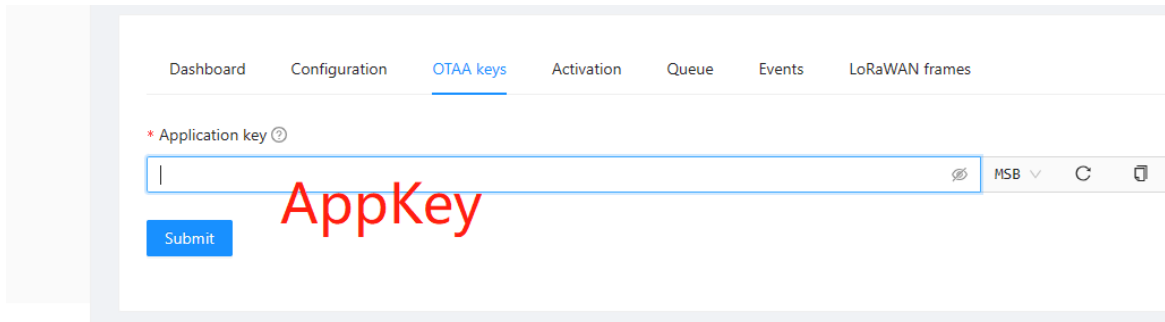 Dashboard Configuration OTAA keys Activation Queue Events LoRaWAN frames
* Application key
MSB
AppKey
Submit